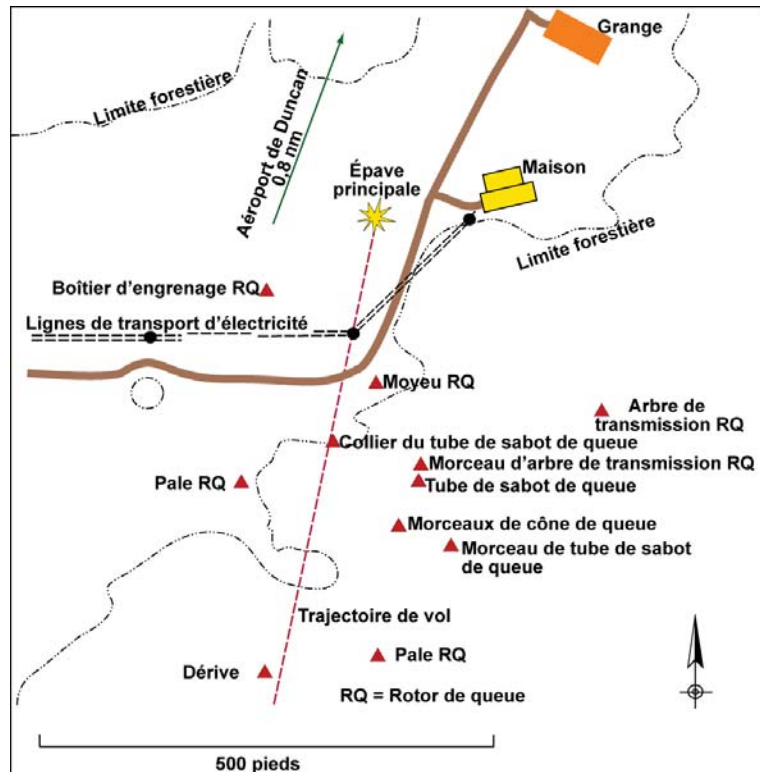 Grange
Limite forestière
Aéroport de Duncan
0,8 nm
Épave
principale
Maison
Limite forestière
Boîtier d'engrenage RQ
Lignes de transport d'électricité
Moyeu RQ
Arbre de
transmission RQ
Collier du tube de sabot de queue
Morceau d'arbre de transmission RQ
Pale RQ
Tube de sabot de queue
Morceaux de cône de queue
Morceau de tube de sabot
de queue
Trajectoire de vol
Pale RQ
Dérive
RQ = Rotor de queue
500 pieds